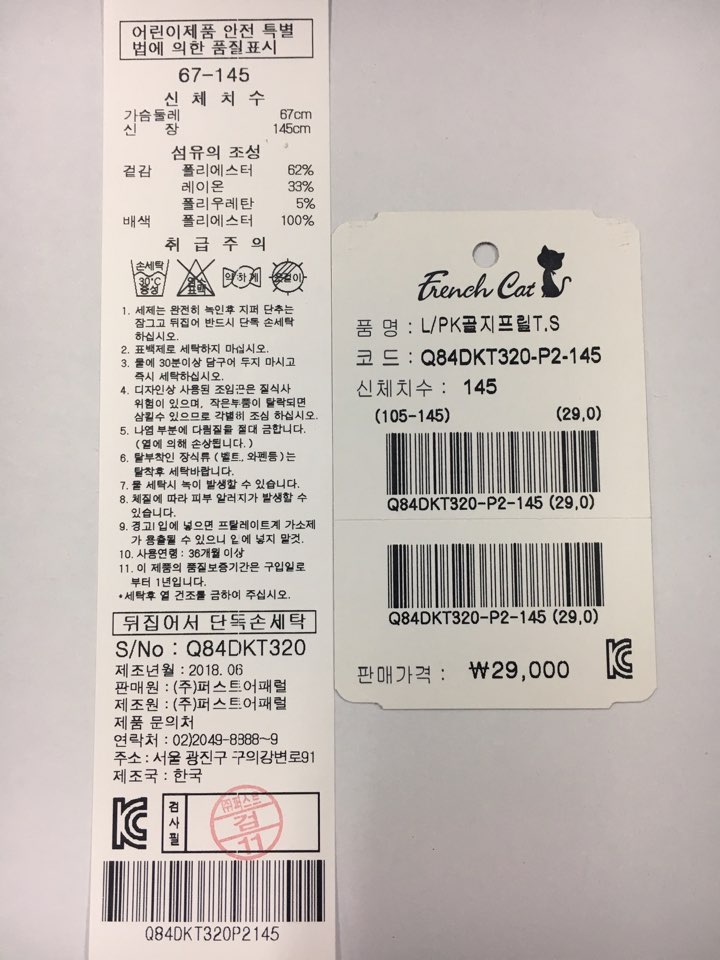 어린이제품 안전 특별
법에 의한 품질표시
67-145
신 체 치 수
가슴둘레 67cm
신 장 145cm
섬유의 조성
겉감 폴리에스터 62%
레이온 33%
폴리우레탄 5%
배색 폴리에스터 100%
취 급 주 의
손세탁
30°C
중성
염소
표백
약하게
옷걸이
1. 세제는 완전히 녹인후 지퍼 단추는
잠그고 뒤집어 반드시 단독 손세탁
하십시오.
2. 표백제로 세탁하지 마십시오.
3. 물에 30분이상 담구어 두지 마시고
즉시 세탁하십시오.
4. 디자인상 사용된 조임끈은 질식사
위험이 있으며, 작은부품이 탈락되면
삼킬수 있으므로 각별히 조심 하십시오.
5. 나염 부분에 다림질을 절대 금합니다.
(열에 의해 손상됩니다.)
6. 탈부착인 장식류 (벨트, 와펜등)는
탈착후 세탁바랍니다.
7. 물 세탁시 녹이 발생할 수 있습니다.
8. 체질에 따라 피부 알러지가 발생할 수
있습니다.
9. 경고! 입에 넣으면 프탈레이트계 가소제
가 용출될 수 있으니 입에 넣지 말것.
10. 사용연령 : 36개월 이상
11. 이 제품의 품질보증기간은 구입일로
부터 1년입니다.
*세탁후 열 건조를 금하여 주십시오.
뒤집어서 단독손세탁
S/No : Q84DKT320
제조년월 : 2018. 06
판매원 : (주)퍼스트어패럴
제조원 : (주)퍼스트어패럴
제품 문의처
연락처 : 02)2049-8888~9
주소 : 서울 광진구 구의강변로91
제조국 : 한국
검사필
(주)퍼스트
검
11
Q84DKT320P2145
French Cat
품 명 : L/PK골지프릴T.S
코 드 : Q84DKT320-P2-145
신체치수 : 145
(105-145) (29,0)
Q84DKT320-P2-145 (29,0)
Q84DKT320-P2-145 (29,0)
판매가격 : ₩29,000